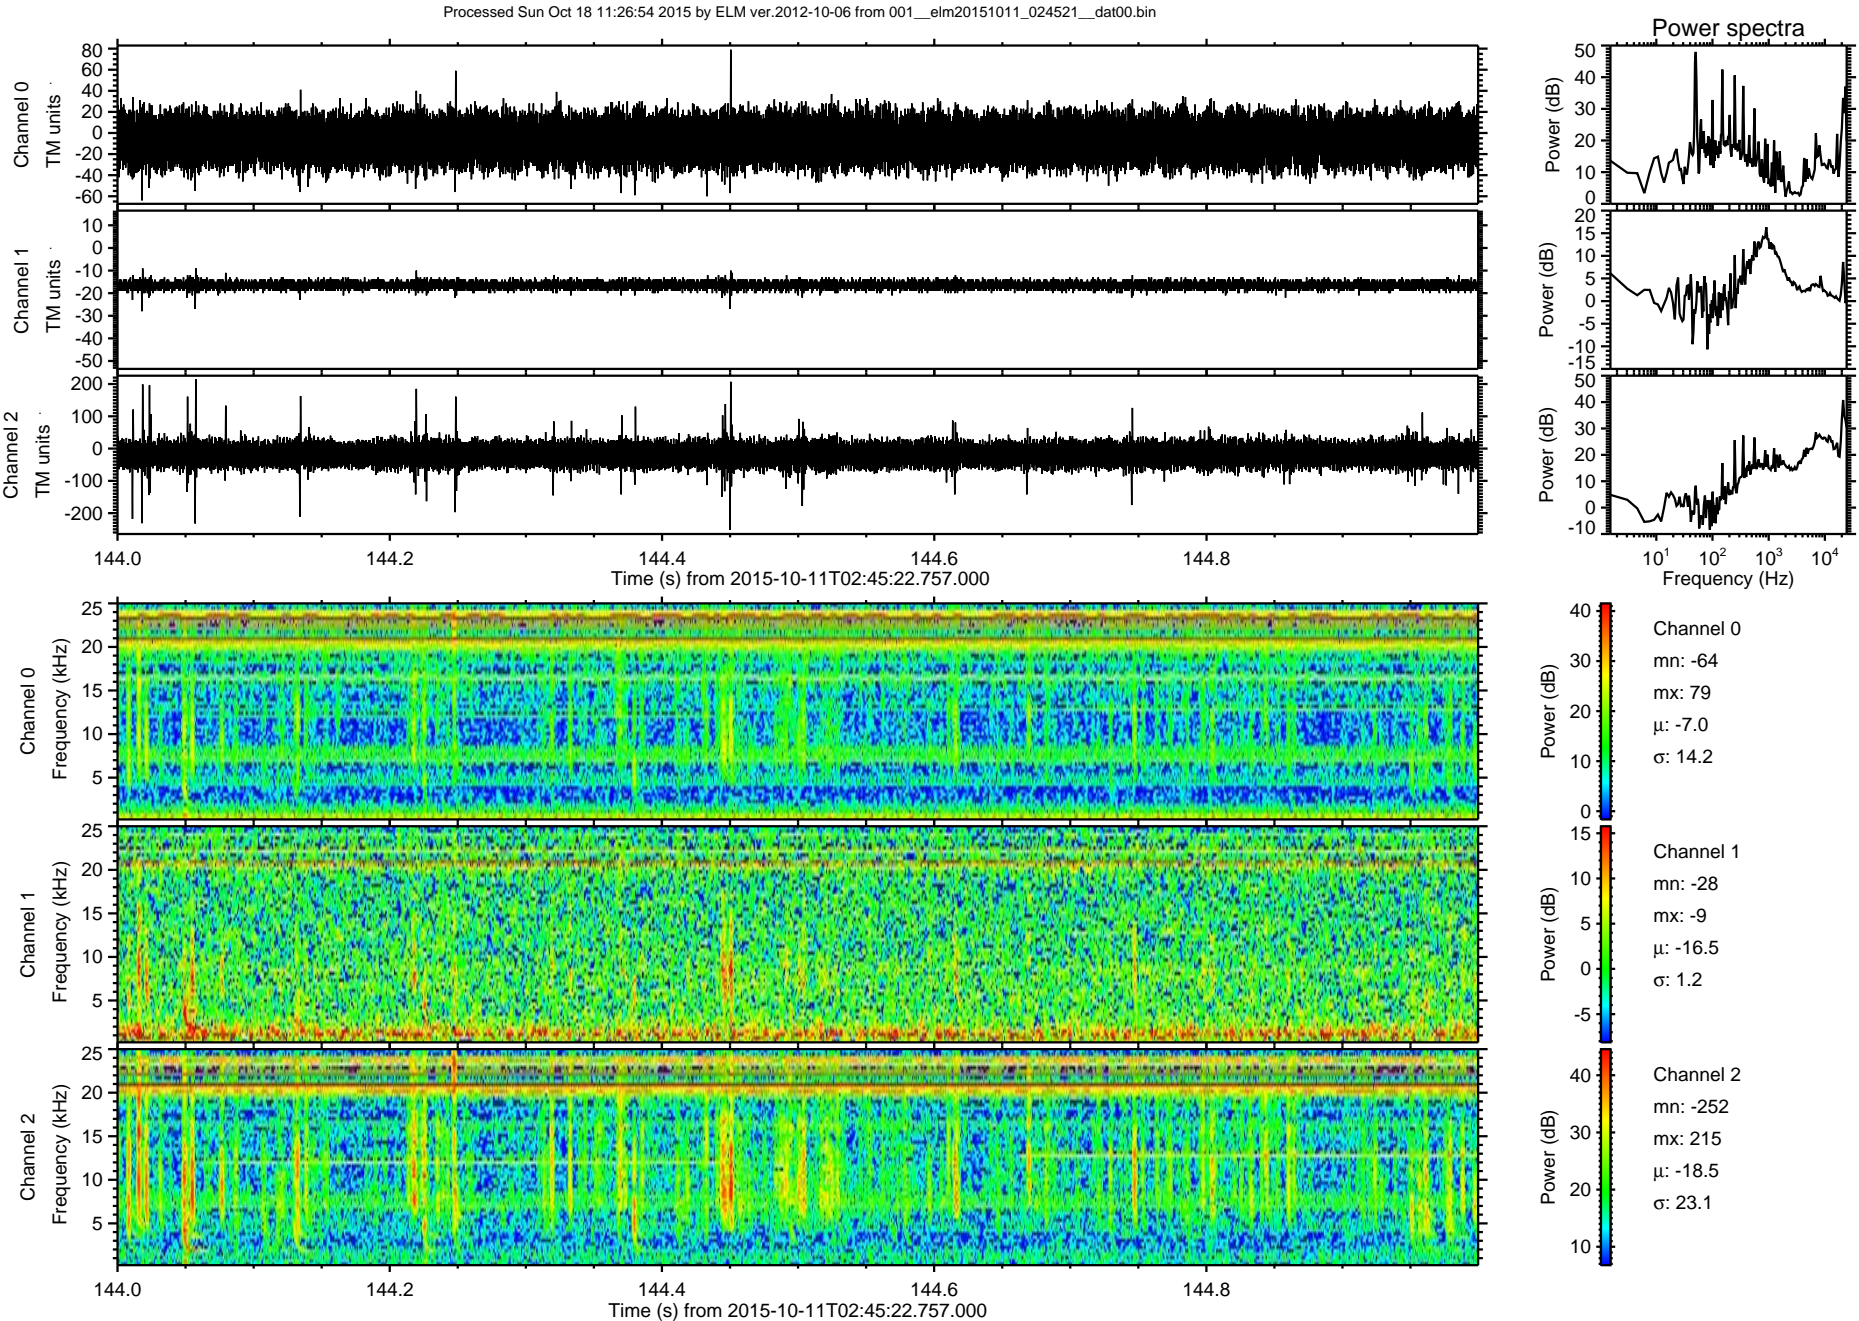 Processed Sun Oct 18 11:26:54 2015 by ELM ver.2012-10-06 from 001__elm20151011_024521__dat00.bin
Power spectra
Channel 0
TM units
80
60
40
20
0
-20
-40
-60
Power (dB)
50
40
30
20
10
0
Channel 1
TM units
10
0
-10
-20
-30
-40
-50
Power (dB)
20
15
10
5
0
-5
-10
-15
Channel 2
TM units
200
100
0
-100
-200
Power (dB)
50
40
30
20
10
0
-10
144.0 144.2 144.4 144.6 144.8
Time (s) from 2015-10-11T02:45:22.757.000
10^1 10^2 10^3 10^4
Frequency (Hz)
Channel 0
Frequency (kHz)
25
20
15
10
5
Power (dB)
40
30
20
10
0
Channel 0
mn: -64
mx: 79
μ: -7.0
σ: 14.2
Channel 1
Frequency (kHz)
25
20
15
10
5
Power (dB)
15
10
5
0
-5
Channel 1
mn: -28
mx: -9
μ: -16.5
σ: 1.2
Channel 2
Frequency (kHz)
25
20
15
10
5
Power (dB)
40
30
20
10
Channel 2
mn: -252
mx: 215
μ: -18.5
σ: 23.1
144.0 144.2 144.4 144.6 144.8
Time (s) from 2015-10-11T02:45:22.757.000